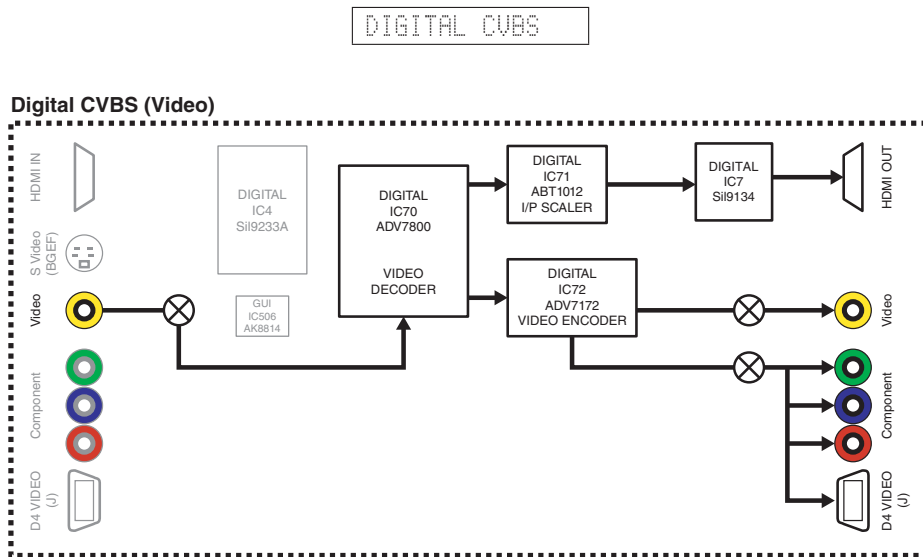 DIGITAL CVBS
Digital CVBS (Video)
HDMI IN
S Video
(BGEF)
Video
Component
D4 VIDEO
(J)
DIGITAL
IC4
SiI9233A
GUI
IC506
AK8814
DIGITAL
IC70
ADV7800
VIDEO
DECODER
DIGITAL
IC71
ABT1012
I/P SCALER
DIGITAL
IC7
SiI9134
DIGITAL
IC72
ADV7172
VIDEO ENCODER
HDMI OUT
Video
Component
D4 VIDEO
(J)